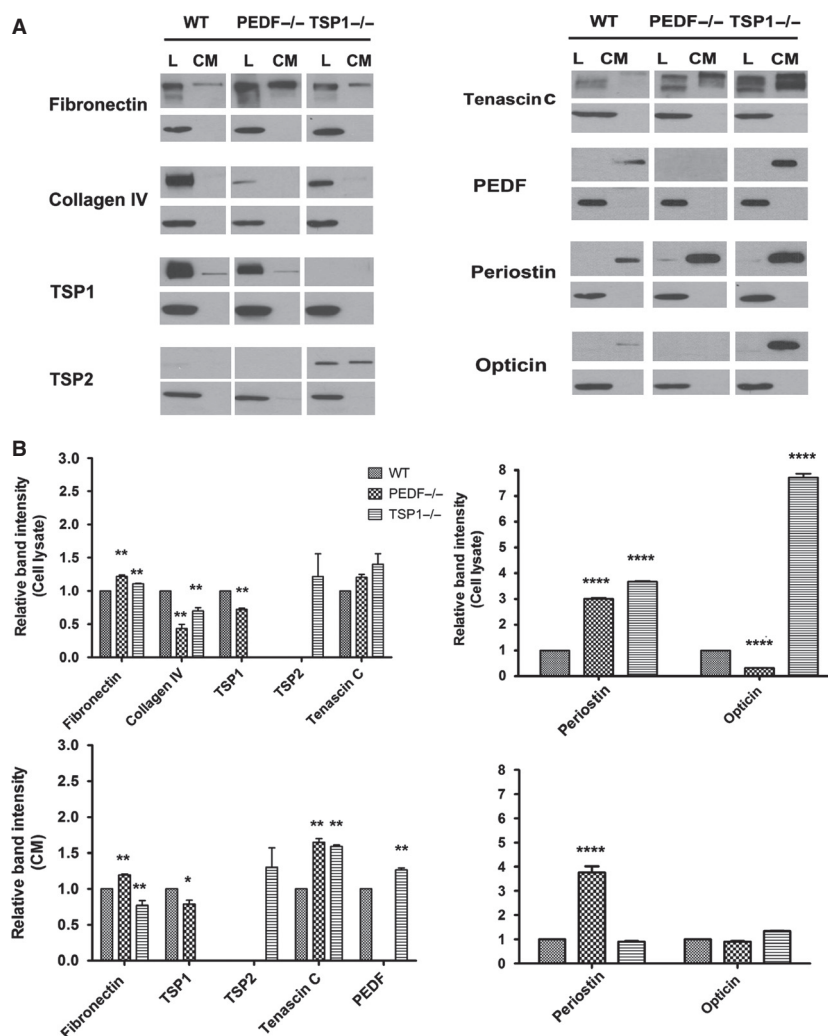 A
WT PEDF–/– TSP1–/–
L CM L CM L CM
Fibronectin
Collagen IV
TSP1
TSP2
WT PEDF–/– TSP1–/–
L CM L CM L CM
Tenascin C
PEDF
Periostin
Opticin
B
Relative band intensity
(Cell lysate)
3.0
2.5
2.0
1.5
1.0
0.5
0.0
WT
PEDF–/–
TSP1–/–
** ** ** ** **
Fibronectin Collagen IV TSP1 TSP2 Tenascin C
Relative band intensity
(Cell lysate)
8
7
6
5
4
3
2
1
0
**** **** **** ****
Periostin Opticin
Relative band intensity
(CM)
3.0
2.5
2.0
1.5
1.0
0.5
0.0
** ** * ** ** **
Fibronectin TSP1 TSP2 Tenascin C PEDF
8
7
6
5
4
3
2
1
0
****
Periostin Opticin